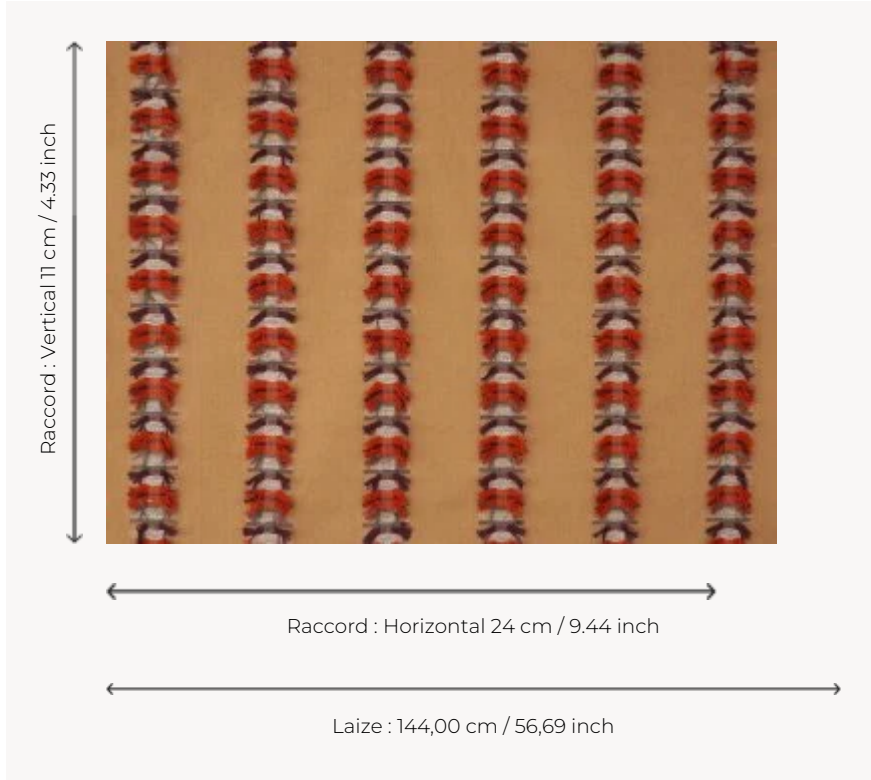 Raccord : Vertical 11 cm / 4.33 inch
Raccord : Horizontal 24 cm / 9.44 inch
Laize : 144,00 cm / 56,69 inch